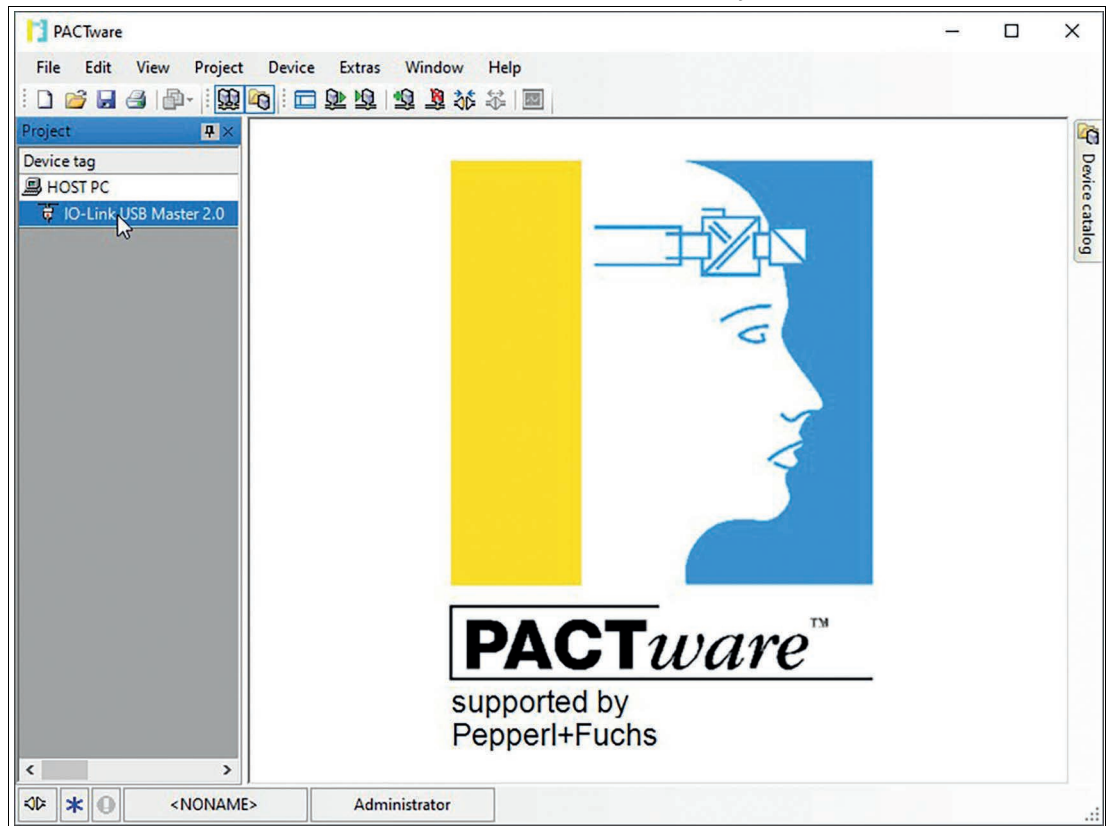 PACTware
File Edit View Project Device Extras Window Help
Project
Device tag
HOST PC
IO-Link USB Master 2.0
Device catalog
PACTware™
supported by
Pepperl+Fuchs
<NONAME> Administrator